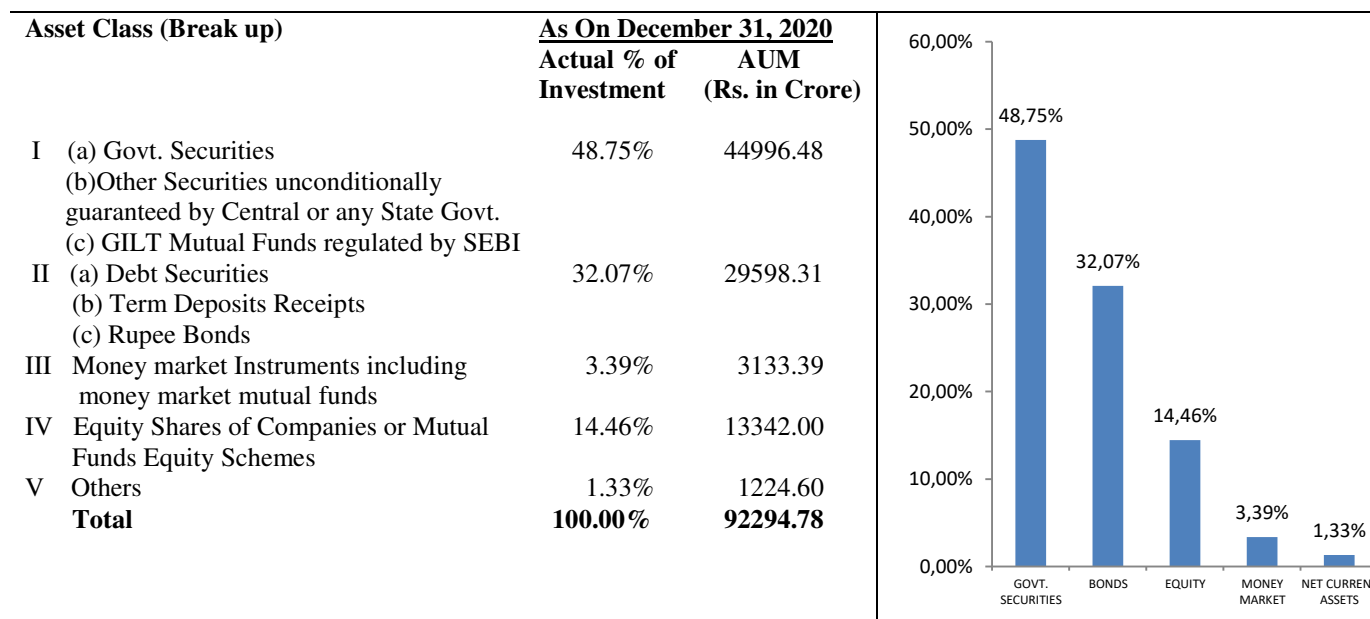 Asset Class (Break up) As On December 31, 2020
Actual % of AUM
Investment (Rs. in Crore)
I (a) Govt. Securities 48.75% 44996.48
(b)Other Securities unconditionally
guaranteed by Central or any State Govt.
(c) GILT Mutual Funds regulated by SEBI
II (a) Debt Securities 32.07% 29598.31
(b) Term Deposits Receipts
(c) Rupee Bonds
III Money market Instruments including 3.39% 3133.39
money market mutual funds
IV Equity Shares of Companies or Mutual 14.46% 13342.00
Funds Equity Schemes
V Others 1.33% 1224.60
Total 100.00% 92294.78
60,00%
50,00%
40,00%
30,00%
20,00%
10,00%
0,00%
48,75%
32,07%
14,46%
3,39%
1,33%
GOVT. BONDS EQUITY MONEY NET CURREN
SECURITIES MARKET ASSETS